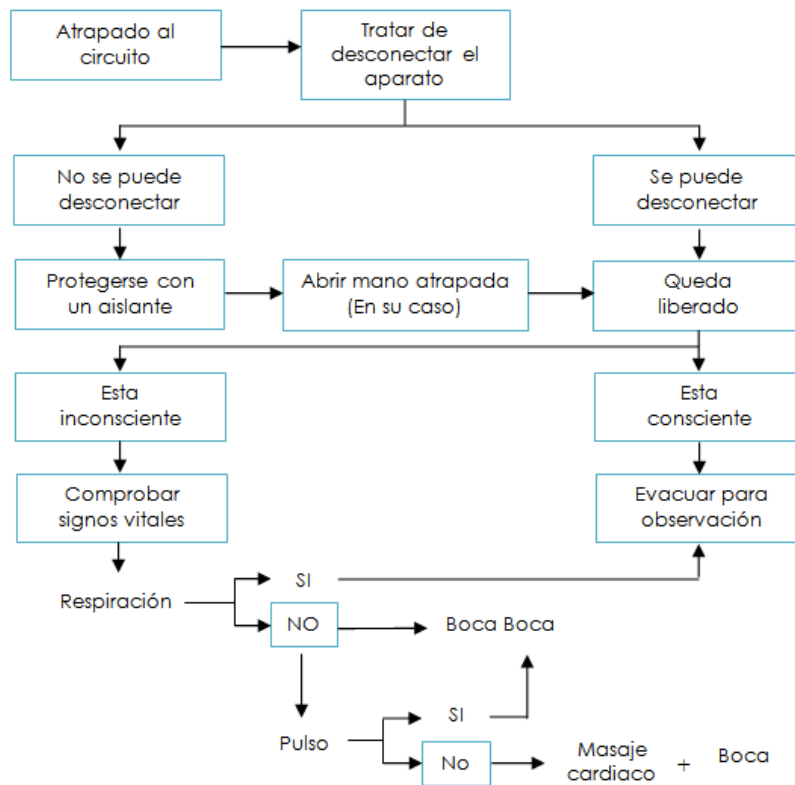 Atrapado al
circuito
Tratar de
desconectar el
aparato
No se puede
desconectar
Se puede
desconectar
Protegerse con
un aislante
Abrir mano atrapada
(En su caso)
Queda
liberado
Esta
inconsciente
Esta
consciente
Comprobar
signos vitales
Evacuar para
observación
Respiración
SI
NO
Boca Boca
Pulso
SI
No
Masaje
cardiaco
+
Boca